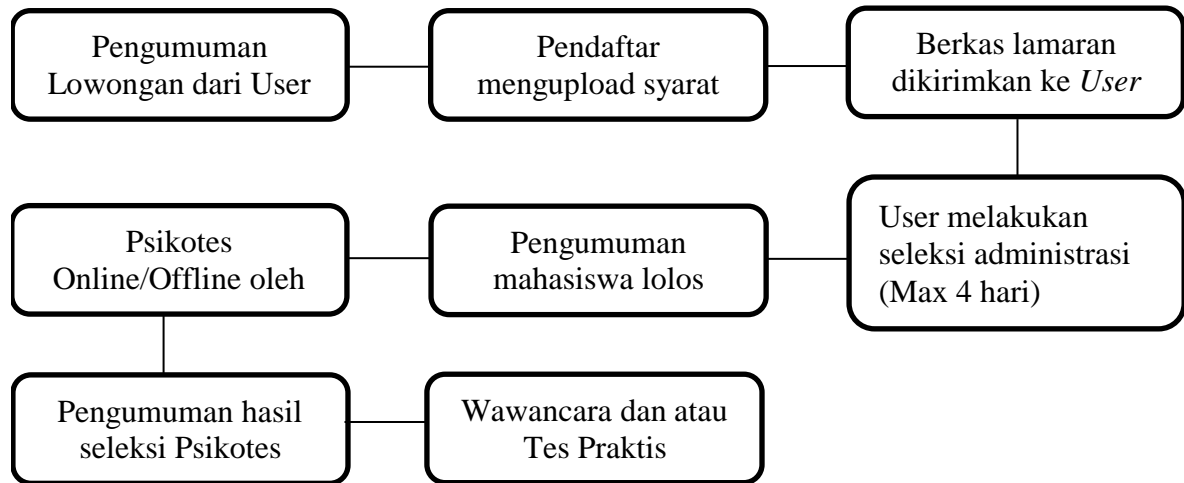 Pengumuman
Lowongan dari User
Pendaftar
mengupload syarat
Berkas lamaran
dikirimkan ke User
User melakukan
seleksi administrasi
(Max 4 hari)
Pengumuman
mahasiswa lolos
Psikotes
Online/Offline oleh
Pengumuman hasil
seleksi Psikotes
Wawancara dan atau
Tes Praktis